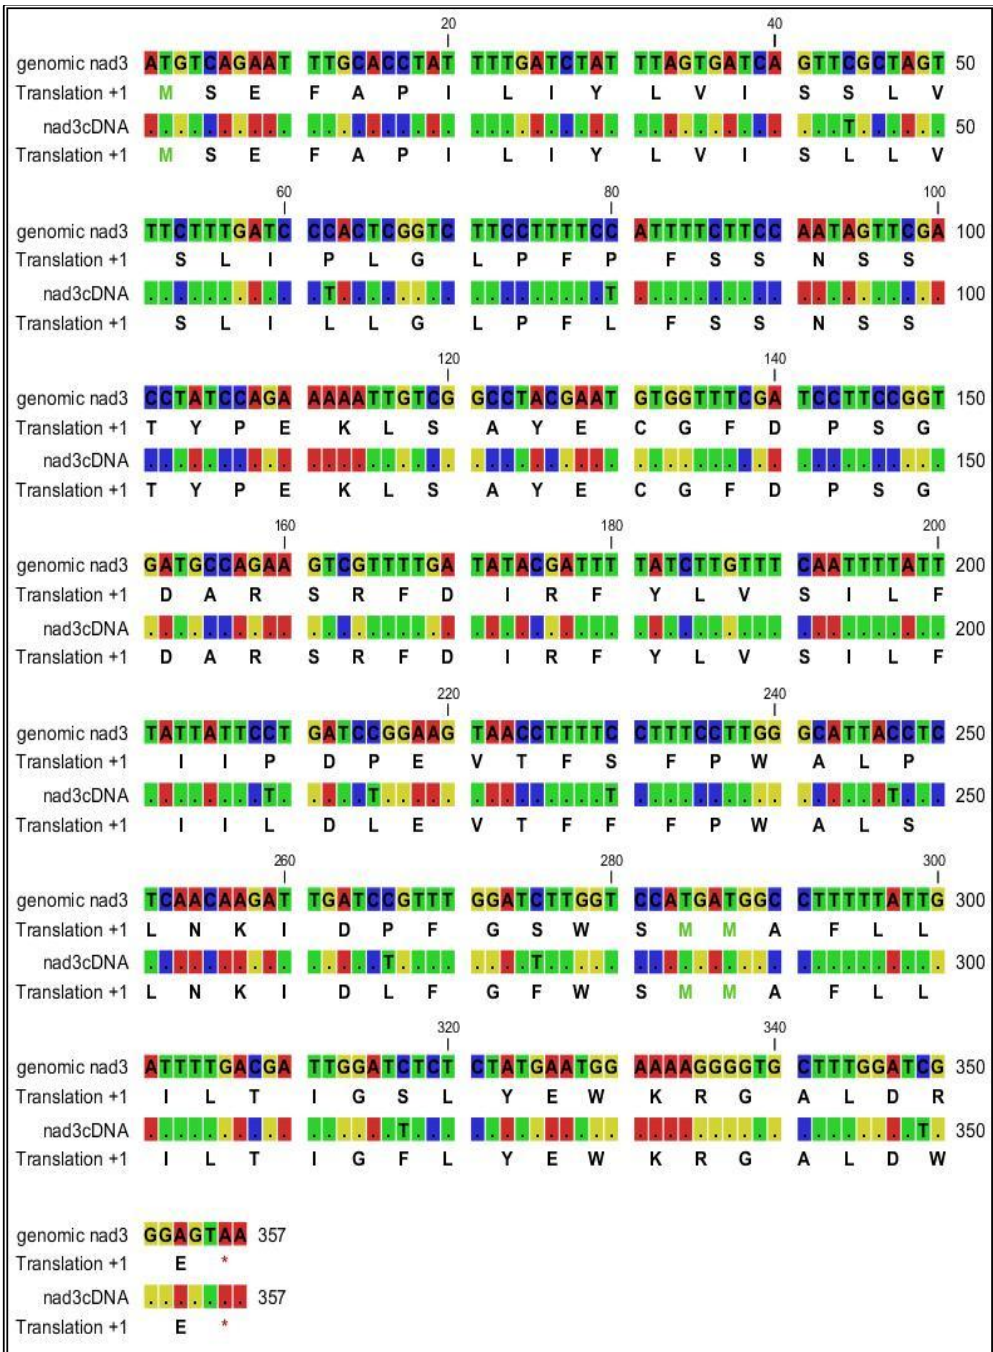 20 40
genomic nad3 ATGTCAGAAT TTGCACCTAT TTTGATCTAT TTAGTGATCA GTTCGCTAGT 50
Translation +1 M S E F A P I L I Y L V I S S L V
nad3cDNA .......... .......... .......... .......... ...T...... 50
Translation +1 M S E F A P I L I Y L V I S L L V
60 80 100
genomic nad3 TTCTTTGATC CCACTCGGTC TTCCTTTTCC ATTTTCTTCC AATAGTTCGA 100
Translation +1 S L I P L G L P F P F S S N S S
nad3cDNA .......... .T........ .........T .......... .......... 100
Translation +1 S L I L L G L P F L F S S N S S
120 140
genomic nad3 CCTATCCAGA AAAATTGTCG GCCTACGAAT GTGGTTTCGA TCCTTCCGGT 150
Translation +1 T Y P E K L S A Y E C G F D P S G
nad3cDNA .......... .......... .......... .......... .......... 150
Translation +1 T Y P E K L S A Y E C G F D P S G
160 180 200
genomic nad3 GATGCCAGAA GTCGTTTTGA TATACGATTT TATCTTGTTT CAATTTTATT 200
Translation +1 D A R S R F D I R F Y L V S I L F
nad3cDNA .......... .......... .......... .......... .......... 200
Translation +1 D A R S R F D I R F Y L V S I L F
220 240
genomic nad3 TATTATTCCT GATCCGGAAG TAACCTTTTC CTTTCCTTGG GCATTACCTC 250
Translation +1 I I P D P E V T F S F P W A L P
nad3cDNA ........T. ....T..... .........T .......... ......T... 250
Translation +1 I I L D L E V T F F F P W A L S
260 280 300
genomic nad3 TCAACAAGAT TGATCCGTTT GGATCTTGGT CCATGATGGC CTTTTTATTG 300
Translation +1 L N K I D P F G S W S M M A F L L
nad3cDNA .......... .....T.... ....T..... .......... .......... 300
Translation +1 L N K I D L F G F W S M M A F L L
320 340
genomic nad3 ATTTTGACGA TTGGATCTCT CTATGAATGG AAAAGGGGTG CTTTGGATCG 350
Translation +1 I L T I G S L Y E W K R G A L D R
nad3cDNA .......... ......T... .......... .......... ........T. 350
Translation +1 I L T I G F L Y E W K R G A L D W
genomic nad3 GGAGTAA 357
Translation +1 E *
nad3cDNA ....... 357
Translation +1 E *